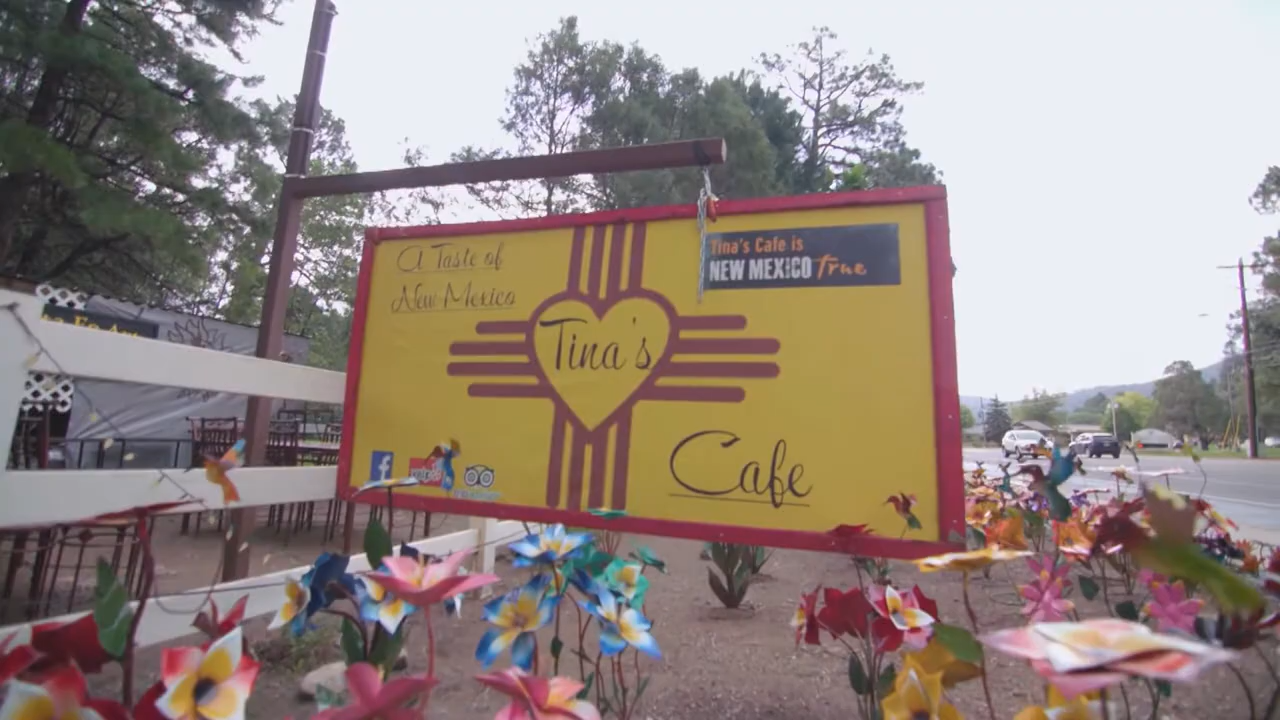 A Taste of
New Mexico
Tina's Cafe is
NEW MEXICO True
Tina's
Cafe